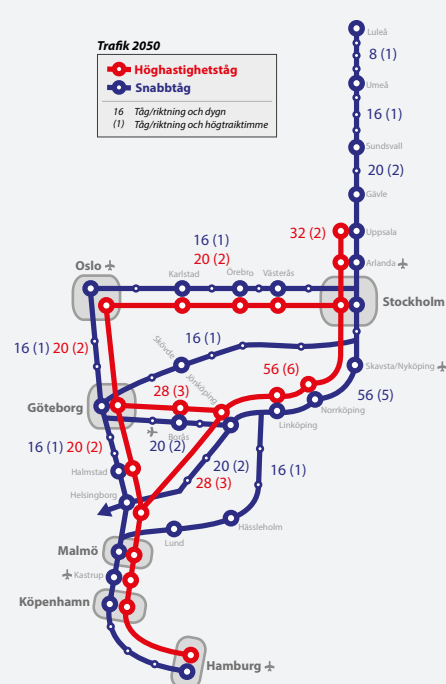 Trafik 2050
Höghastighetståg
Snabbtåg
16 Tåg/riktning och dygn
(1) Tåg/riktning och högtraiktimme
Luleå
8 (1)
Umeå
16 (1)
Sundsvall
20 (2)
Gävle
32 (2)
Uppsala
16 (1)
20 (2)
Arlanda
Oslo
Karlstad
Örebro
Västerås
Stockholm
16 (1) 20 (2)
Skövde
16 (1)
Jönköping
56 (6)
Skavsta/Nyköping
28 (3)
56 (5)
Göteborg
Norrköping
Linköping
Borås
16 (1) 20 (2)
20 (2)
20 (2)
16 (1)
Halmstad
28 (3)
Helsingborg
Hässleholm
Lund
Malmö
Kastrup
Köpenhamn
Hamburg